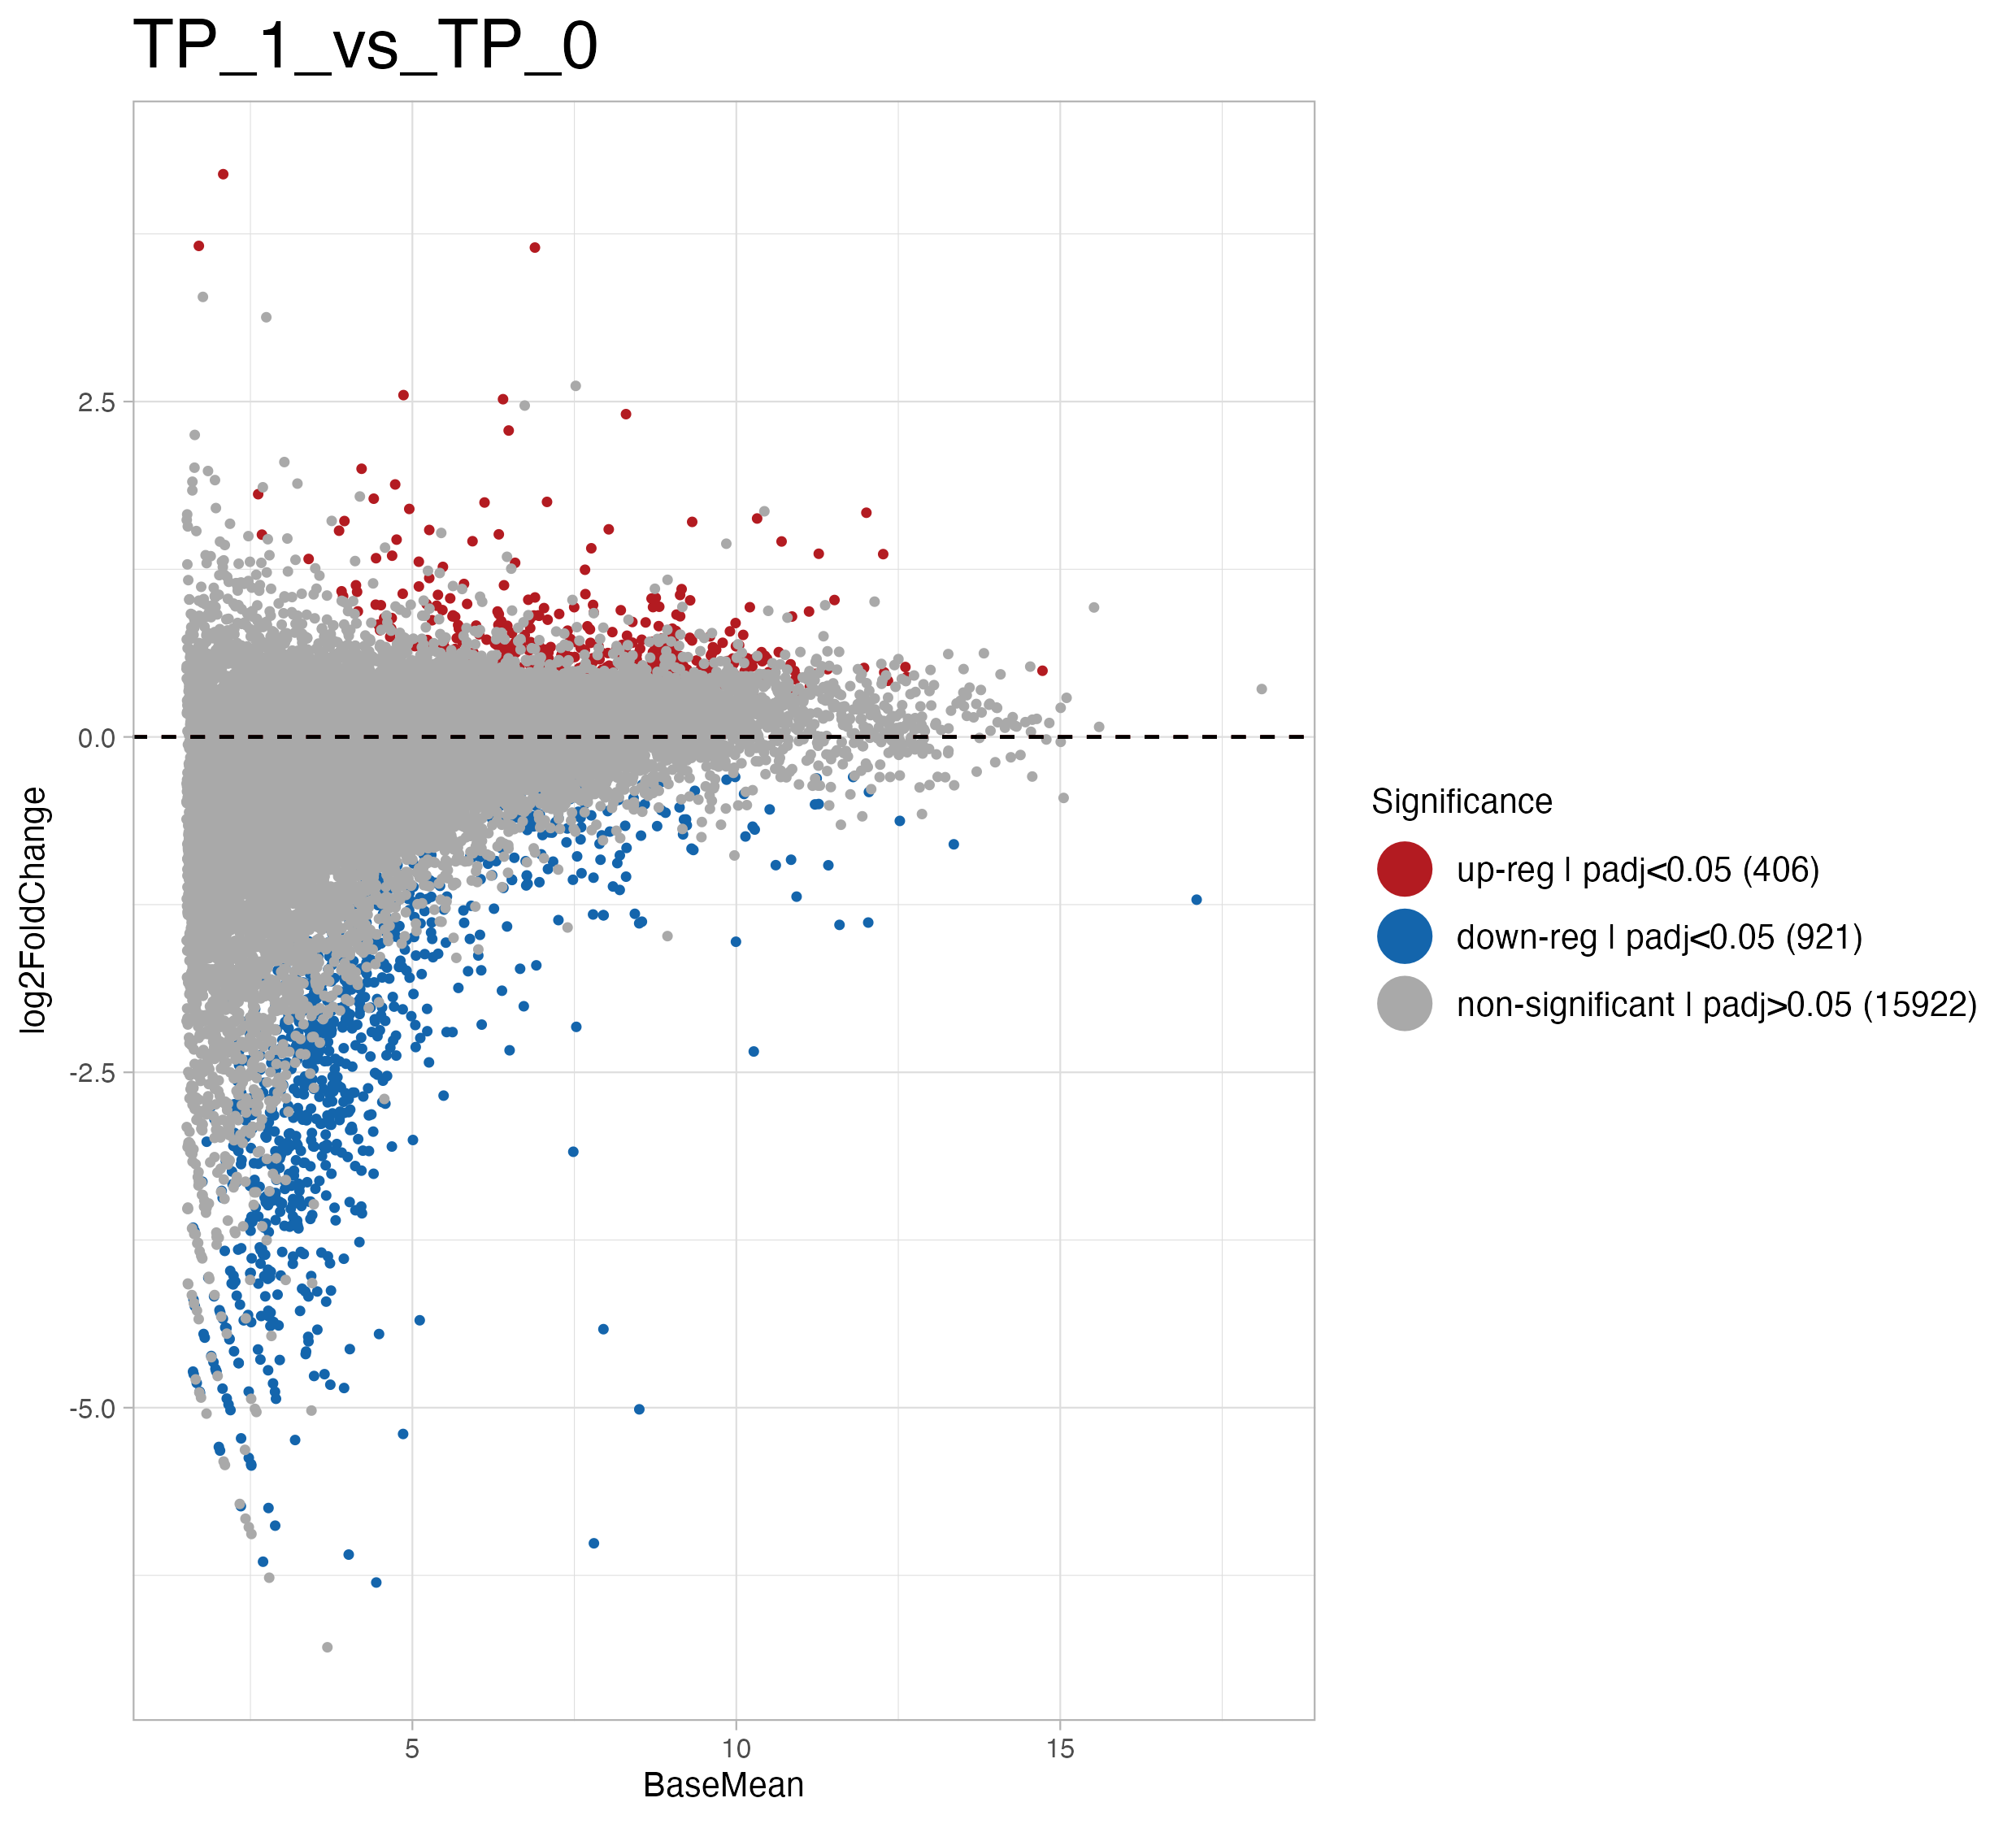 TP_1_vs_TP_0
log2FoldChange
2.5
0.0
-2.5
-5.0
5
10
15
BaseMean
Significance
up-reg | padj<0.05 (406)
down-reg | padj<0.05 (921)
non-significant | padj>0.05 (15922)